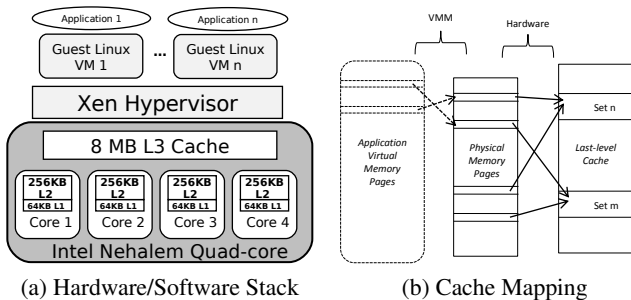 Application 1
Application n
Guest Linux
VM 1
...
Guest Linux
VM n
Xen Hypervisor
8 MB L3 Cache
256KB
L2
64KB L1
Core 1
256KB
L2
64KB L1
Core 2
256KB
L2
64KB L1
Core 3
256KB
L2
64KB L1
Core 4
Intel Nehalem Quad-core
(a) Hardware/Software Stack
VMM
Hardware
Application
Virtual
Memory
Pages
Physical
Memory
Pages
Set n
Last-level
Cache
Set m
(b) Cache Mapping